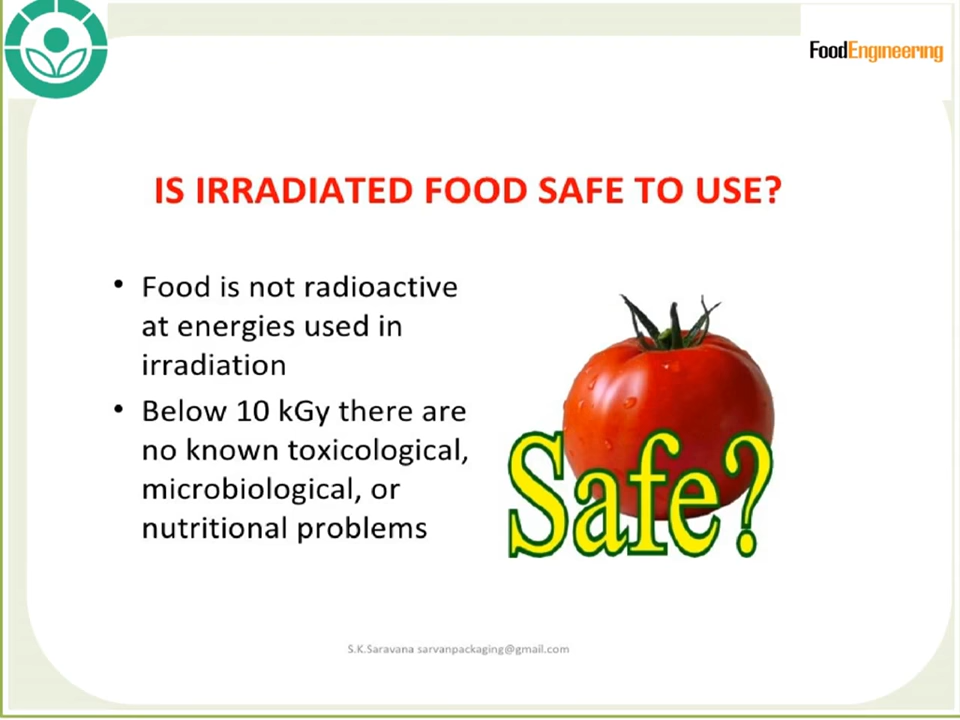 FoodEngineering
IS IRRADIATED FOOD SAFE TO USE?
• Food is not radioactive
at energies used in
irradiation
• Below 10 kGy there are
no known toxicological,
microbiological, or
nutritional problems
Safe?
S.K.Saravana sarvanpackaging@gmail.com